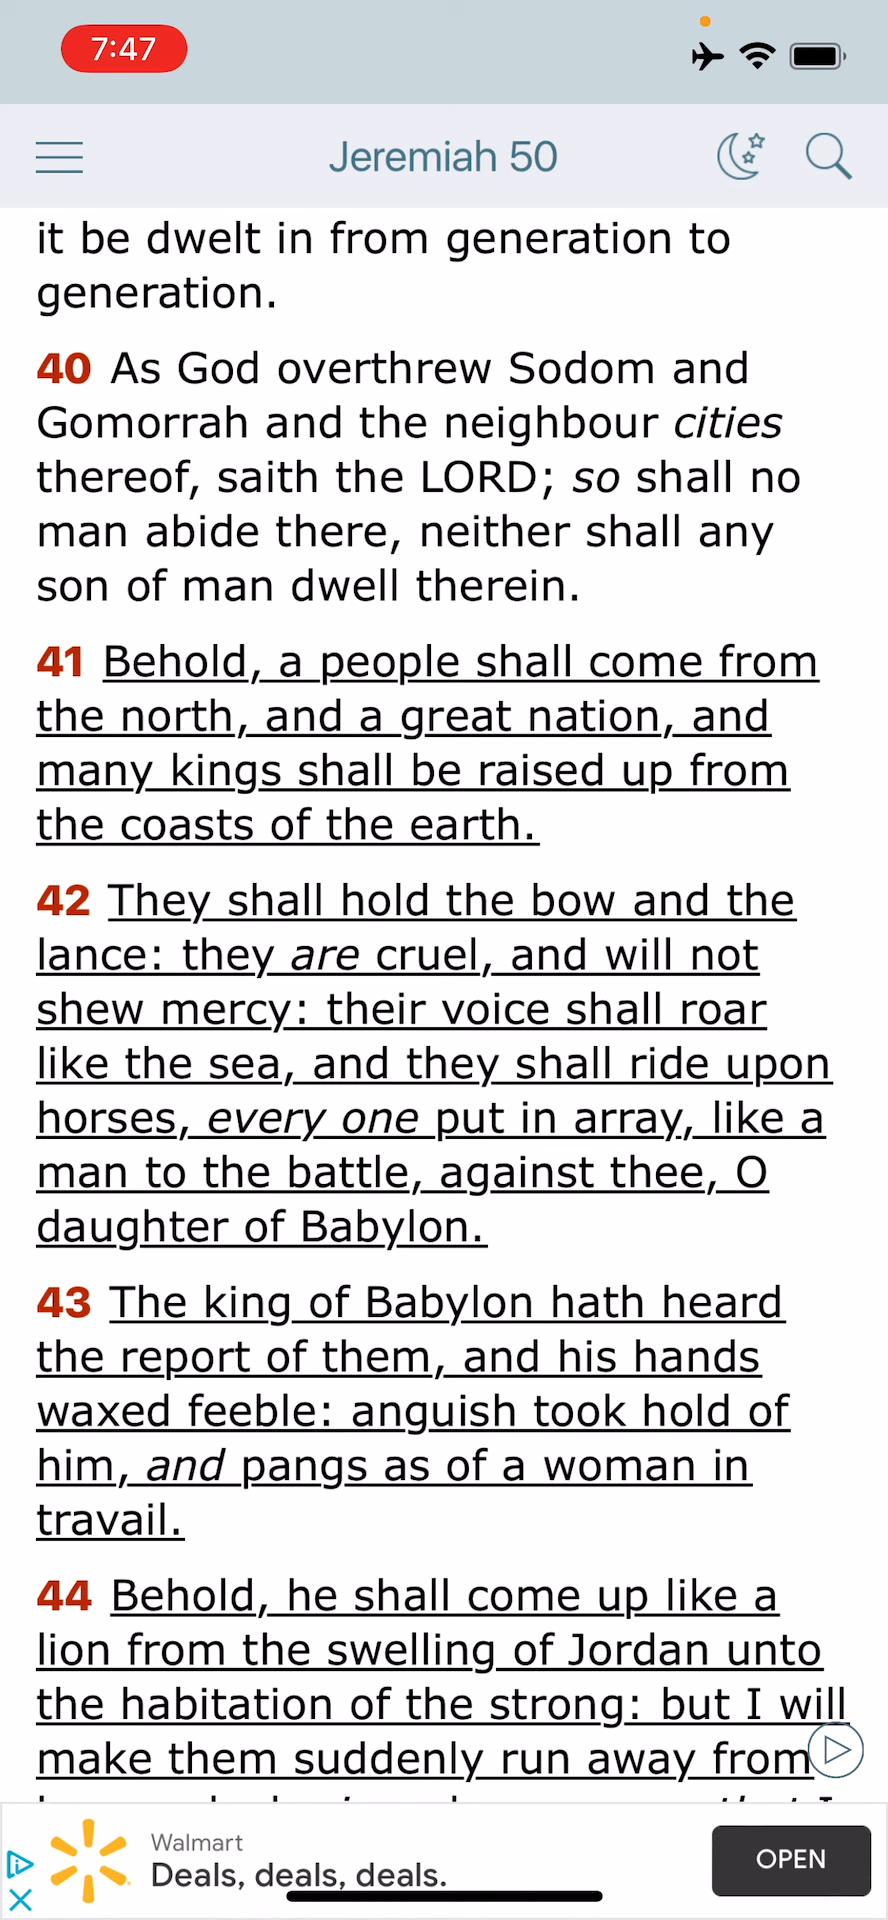 7:47
Jeremiah 50
it be dwelt in from generation to
generation.
40 As God overthrew Sodom and
Gomorrah and the neighbour cities
thereof, saith the LORD; so shall no
man abide there, neither shall any
son of man dwell therein.
41 Behold, a people shall come from
the north, and a great nation, and
many kings shall be raised up from
the coasts of the earth.
42 They shall hold the bow and the
lance: they are cruel, and will not
shew mercy: their voice shall roar
like the sea, and they shall ride upon
horses, every one put in array, like a
man to the battle, against thee, O
daughter of Babylon.
43 The king of Babylon hath heard
the report of them, and his hands
waxed feeble: anguish took hold of
him, and pangs as of a woman in
travail.
44 Behold, he shall come up like a
lion from the swelling of Jordan unto
the habitation of the strong: but I will
make them suddenly run away from
Walmart
Deals, deals, deals.
OPEN